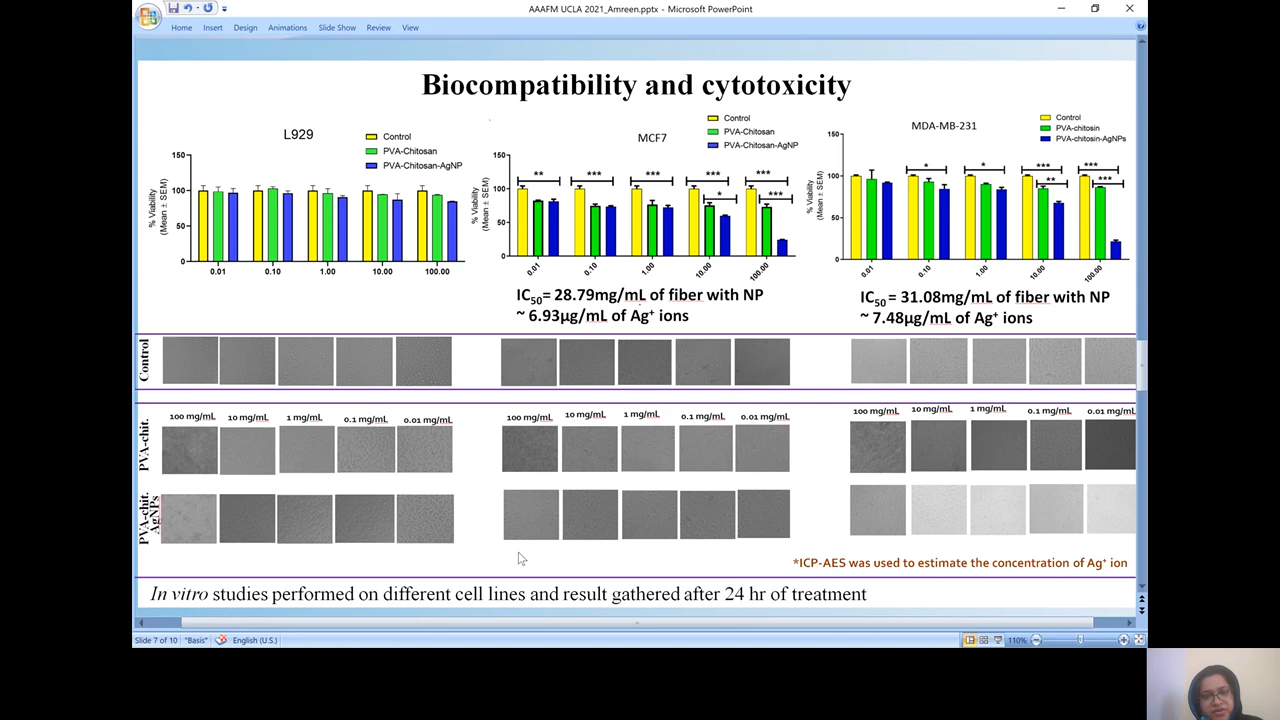 AAAFM UCLA 2021_Amreen.pptx - Microsoft PowerPoint
Home Insert Design Animations Slide Show Review View
Biocompatibility and cytotoxicity
L929
Control
PVA-Chitosan
PVA-Chitosan-AgNP
% Viability
(Mean ± SEM)
150
100
50
0
0.01 0.10 1.00 10.00 100.00
MCF7
Control
PVA-Chitosan
PVA-Chitosan-AgNP
% Viability
(Mean ± SEM)
150
100
50
0
** *** *** *** ***
* ***
0.01 0.10 1.00 10.00 100.00
IC50 = 28.79mg/mL of fiber with NP
~ 6.93µg/mL of Ag+ ions
MDA-MB-231
Control
PVA-chitosin
PVA-chitosin-AgNPs
% Viability
(Mean ± SEM)
150
100
50
0
* * *** ***
** ***
0.01 0.10 1.00 10.00 100.00
IC50 = 31.08mg/mL of fiber with NP
~ 7.48µg/mL of Ag+ ions
Control
100 mg/mL 10 mg/mL 1 mg/mL 0.1 mg/mL 0.01 mg/mL
100 mg/mL 10 mg/mL 1 mg/mL 0.1 mg/mL 0.01 mg/mL
100 mg/mL 10 mg/mL 1 mg/mL 0.1 mg/mL 0.01 mg/mL
PVA-chit.
PVA-chit.
AgNPs
*ICP-AES was used to estimate the concentration of Ag+ ion
In vitro studies performed on different cell lines and result gathered after 24 hr of treatment
Slide 7 of 10 "Basis" English (U.S.) 110%